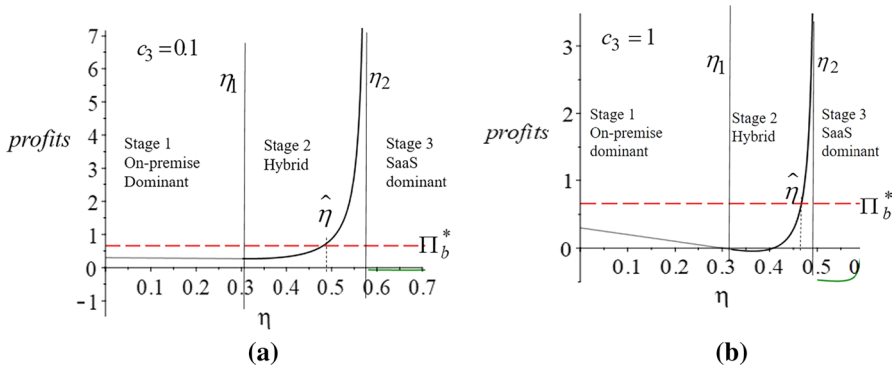 7
6
5
4
3
2
1
0
-1
c₃ = 0.1
η₁
η₂
profits
Stage 1
On-premise
Dominant
Stage 2
Hybrid
Stage 3
SaaS
dominant
η̂
Π_b^*
0.1 0.2 0.3 0.4 0.5 0.6 0.7
η
(a)
3
2
1
0
c₃ = 1
η₁
η₂
profits
Stage 1
On-premise
dominant
Stage 2
Hybrid
Stage 3
SaaS
dominant
η̂
Π_b^*
0.1 0.2 0.3 0.4 0.5 0
η
(b)